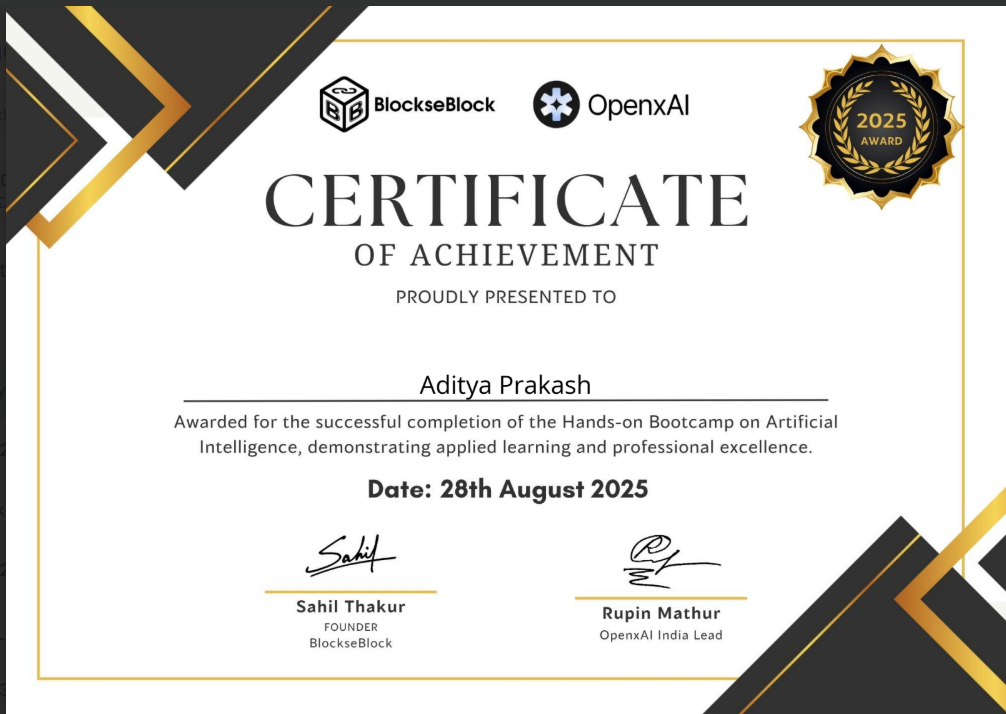 BlockseBlock
OpenxAI
2025
AWARD
CERTIFICATE
OF ACHIEVEMENT
PROUDLY PRESENTED TO
Aditya Prakash
Awarded for the successful completion of the Hands-on Bootcamp on Artificial
Intelligence, demonstrating applied learning and professional excellence.
Date: 28th August 2025
Sahil
Sahil Thakur
FOUNDER
BlockseBlock
Rupin Mathur
OpenxAI India Lead